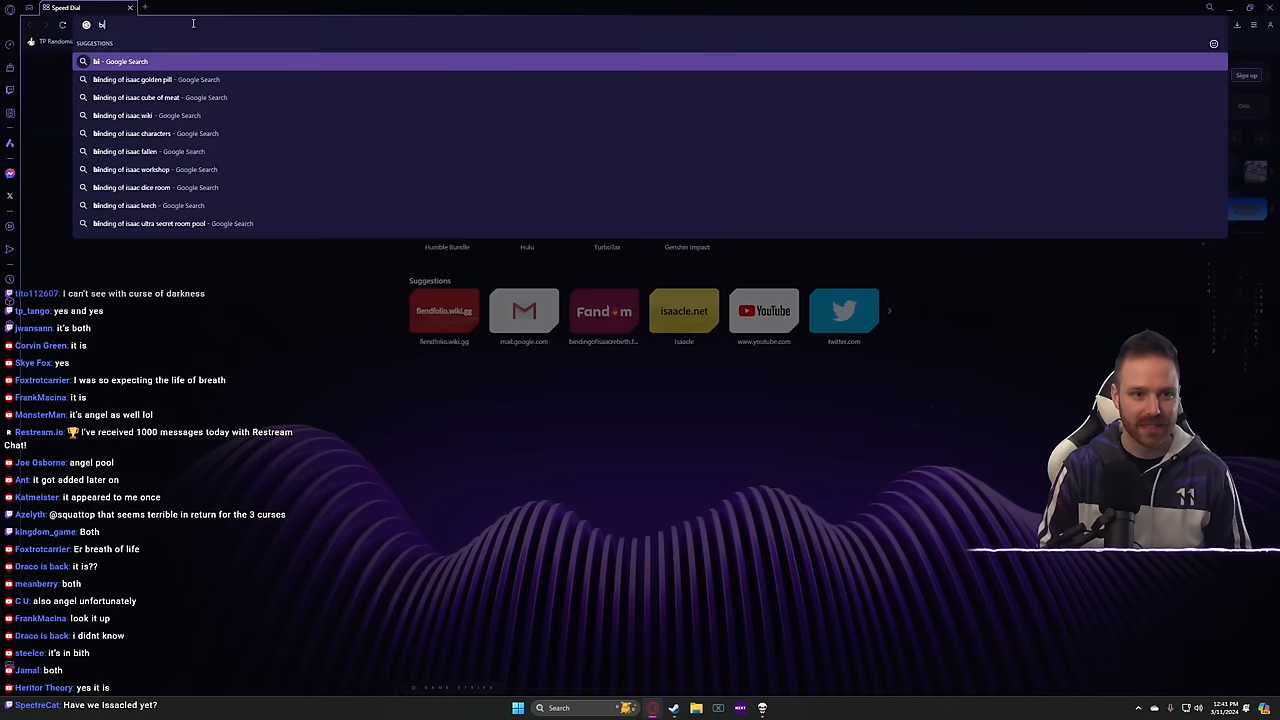 Speed Dial
bi
TP Randomi
SUGGESTIONS
bi - Google Search
binding of isaac golden pill - Google Search
binding of isaac cube of meat - Google Search
binding of isaac wiki - Google Search
binding of isaac characters - Google Search
binding of isaac fallen - Google Search
binding of isaac workshop - Google Search
binding of isaac dice room - Google Search
binding of isaac leech - Google Search
binding of isaac ultra secret room pool - Google Search
Sign up
Oslo
Humble Bundle
Hulu
TurboTax
Genshin Impact
Suggestions
fiendfolio.wiki.gg
Fandom
isaacle.net
YouTube
fiendfolio.wiki.gg
mail.google.com
bindingofisaacrebirth.f...
isaacle
www.youtube.com
twitter.com
tito112607: I can't see with curse of darkness
tp_tango: yes and yes
jwnsann: it's both
Corvin Green: it is
Skye Fox: yes
Foxtrotcarrier: I was so expecting the life of breath
FrankMacina: it is
MonsterMan: it's angel as well lol
Restream.io: 🏆 I've received 1000 messages today with Restream
Chat!
Joe Osborne: angel pool
Ant: it got added later on
Katmeister: it appeared to me once
Azelyth: @squattop that seems terrible in return for the 3 curses
kingdom_game: Both
Foxtrotcarrier: Er breath of life
Draco is back: it is??
meanberry: both
C U: also angel unfortunately
FrankMacina: look it up
Draco is back: i didnt know
steelce: it's in bith
Jamal: both
Heritor Theory: yes it is
SpectreCat: Have we Issacled yet?
11
GAME STRIPE
Search
NEXT
12:41 PM
3/11/2024